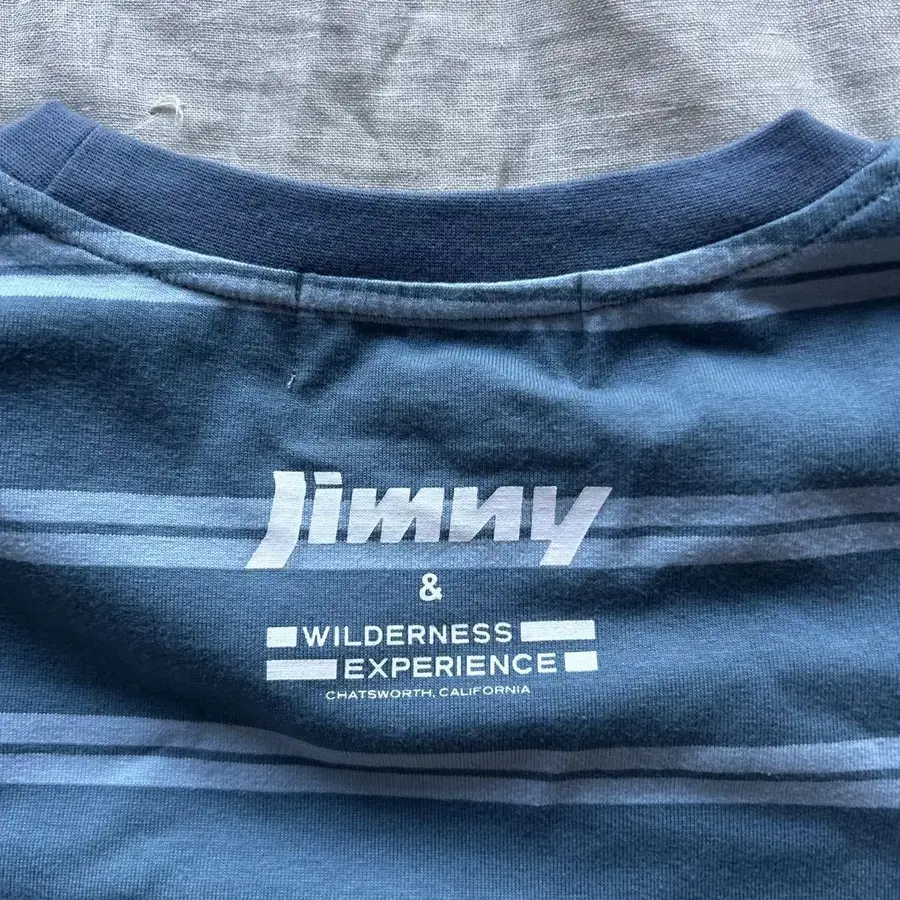 Jimny
&
WILDERNESS
EXPERIENCE
CHATSWORTH, CALIFORNIA